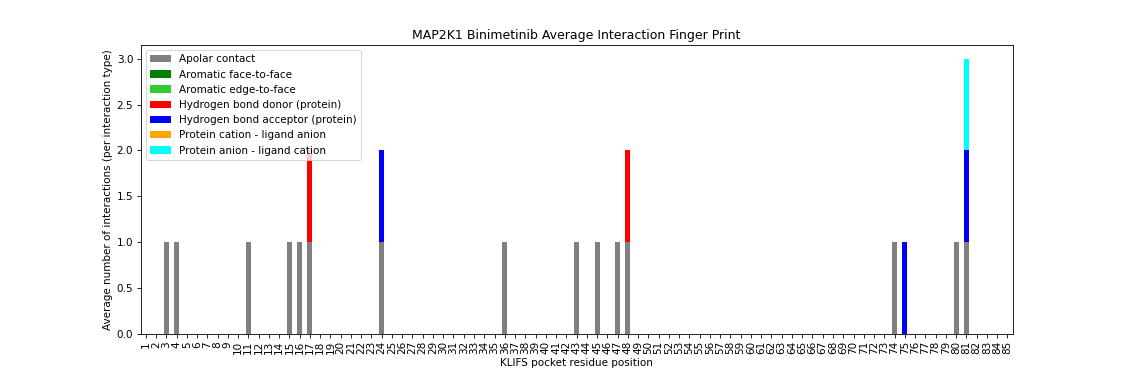 MAP2K1 Binimetinib Average Interaction Finger Print
Average number of interactions (per interaction type)
3.0
2.5
2.0
1.5
1.0
0.5
0.0
Apolar contact
Aromatic face-to-face
Aromatic edge-to-face
Hydrogen bond donor (protein)
Hydrogen bond acceptor (protein)
Protein cation - ligand anion
Protein anion - ligand cation
1 2 3 4 5 6 7 8 9 10 11 12 13 14 15 16 17 18 19 20 21 22 23 24 25 26 27 28 29 30 31 32 33 34 35 36 37 38 39 40 41 42 43 44 45 46 47 48 49 50 51 52 53 54 55 56 57 58 59 60 61 62 63 64 65 66 67 68 69 70 71 72 73 74 75 76 77 78 79 80 81 82 83 84 85
KLIFS pocket residue position